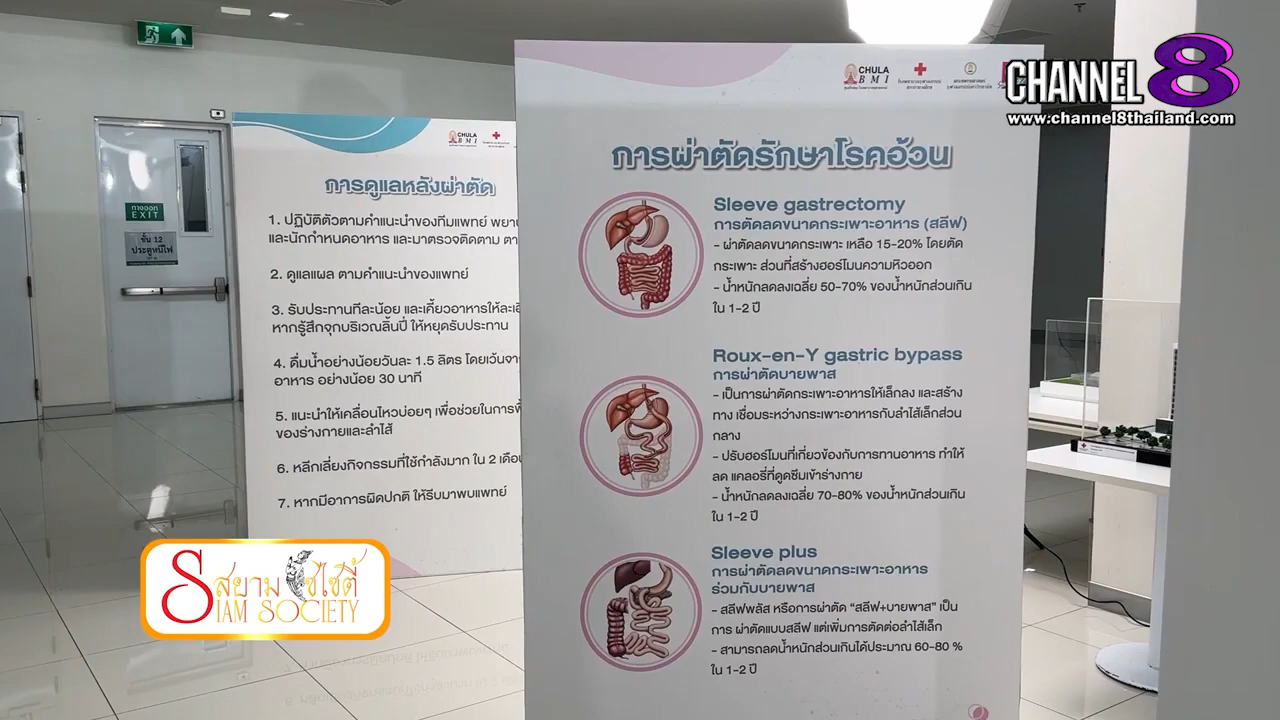 CHANNEL 8
www.channel8thailand.com
ทางออก
EXIT
ชั้น 12
ประตูหนีไฟ
CHULA
BMI
การดูแลหลังผ่าตัด
1. ปฏิบัติตัวตามคำแนะนำของทีมแพทย์
และนักกำหนดอาหาร และมาตรวจติดตาม
2. ดูแลแผล ตามคำแนะนำของแพทย์
3. รับประทานทีละน้อย และเคี้ยวอาหารให้
หากรู้สึกจุกบริเวณลิ้นปี่ ให้หยุดรับประทาน
4. ดื่มน้ำอย่างน้อยวันละ 1.5 ลิตร โดยเว้น
อาหาร อย่างน้อย 30 นาที
5. แนะนำให้เคลื่อนไหวบ่อยๆ เพื่อช่วยในการ
ของร่างกายและลำไส้
6. หลีกเลี่ยงกิจกรรมที่ใช้กำลังมาก ใน 2
7. หากมีอาการผิดปกติ ให้รีบมาพบแพทย์
CHULA
BMI
การผ่าตัดรักษาโรคอ้วน
Sleeve gastrectomy
การตัดลดขนาดกระเพาะอาหาร (สลีฟ)
- ผ่าตัดลดขนาดกระเพาะ เหลือ 15-20% โดยตัด
กระเพาะ ส่วนที่สร้างฮอร์โมนความหิวออก
- น้ำหนักลดลงเฉลี่ย 50-70% ของน้ำหนักส่วนเกิน
ใน 1-2 ปี
Roux-en-Y gastric bypass
การผ่าตัดบายพาส
- เป็นการผ่าตัดกระเพาะอาหารให้เล็กลง และสร้าง
ทาง เชื่อมระหว่างกระเพาะอาหารกับลำไส้เล็กส่วน
กลาง
- ปรับฮอร์โมนที่เกี่ยวข้องกับการทานอาหาร ทำให้
ลด แคลอรี่ที่ดูดซึมเข้าร่างกาย
- น้ำหนักลดลงเฉลี่ย 70-80% ของน้ำหนักส่วนเกิน
ใน 1-2 ปี
Sleeve plus
การผ่าตัดลดขนาดกระเพาะอาหาร
ร่วมกับบายพาส
- สลีฟพลัส หรือการผ่าตัด “สลีฟ+บายพาส” เป็น
การ ผ่าตัดแบบสลีฟ แต่เพิ่มการตัดต่อลำไส้เล็ก
- สามารถลดน้ำหนักส่วนเกินได้ประมาณ 60-80 %
ใน 1-2 ปี
สยามโซไซตี้
SIAM SOCIETY